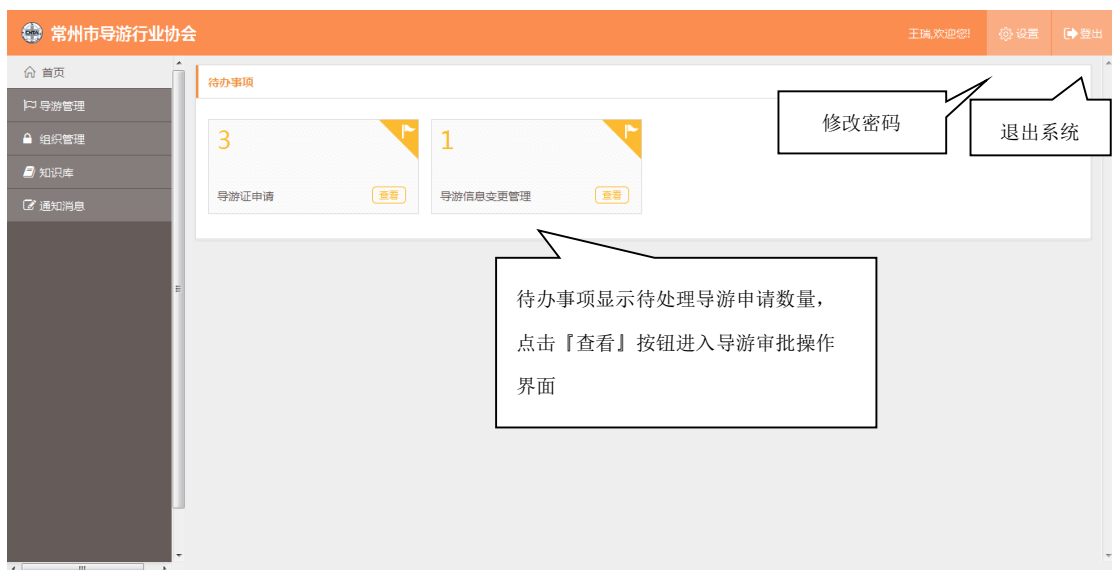 常州市导游行业协会
王瑞,欢迎您!
设置
登出
首页
导游管理
组织管理
知识库
通知消息
待办事项
3
导游证申请
查看
1
导游信息变更管理
查看
修改密码
退出系统
待办事项显示待处理导游申请数量，
点击『查看』按钮进入导游审批操作
界面